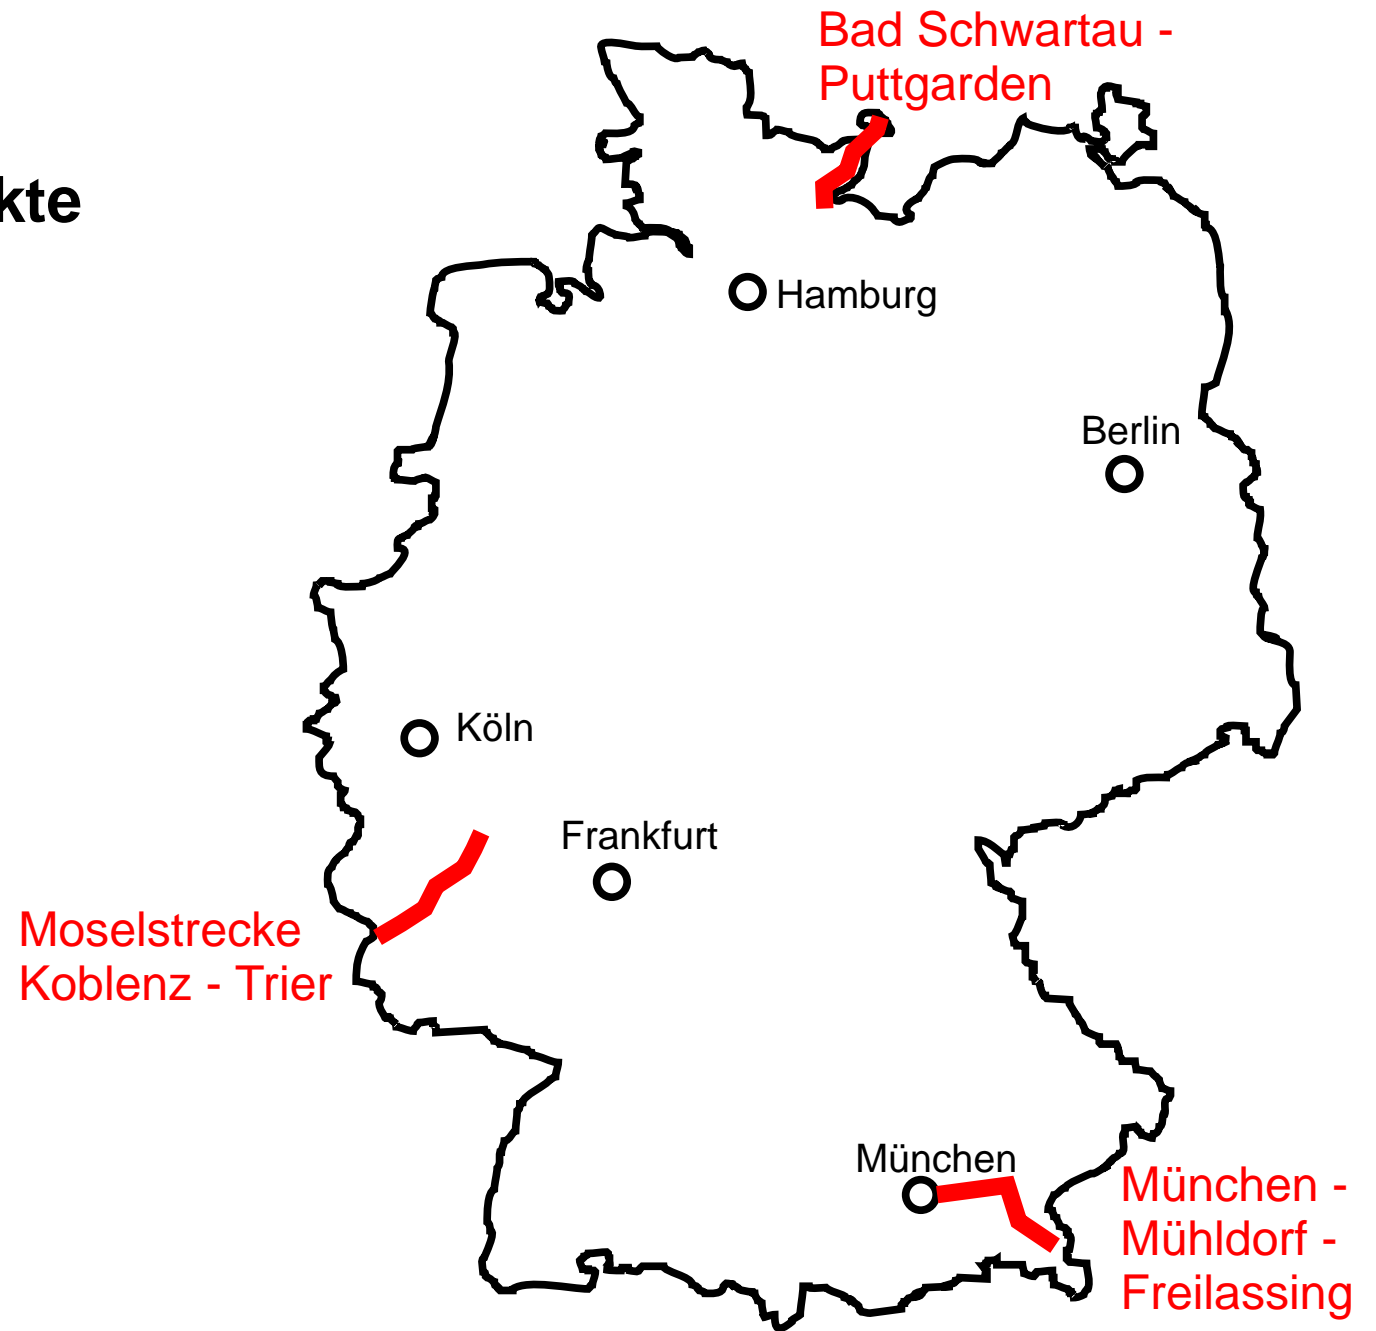 Bad Schwartau -
Puttgarden
kte
Hamburg
Berlin
Köln
Frankfurt
Moselstrecke
Koblenz - Trier
München
München -
Mühldorf -
Freilassing